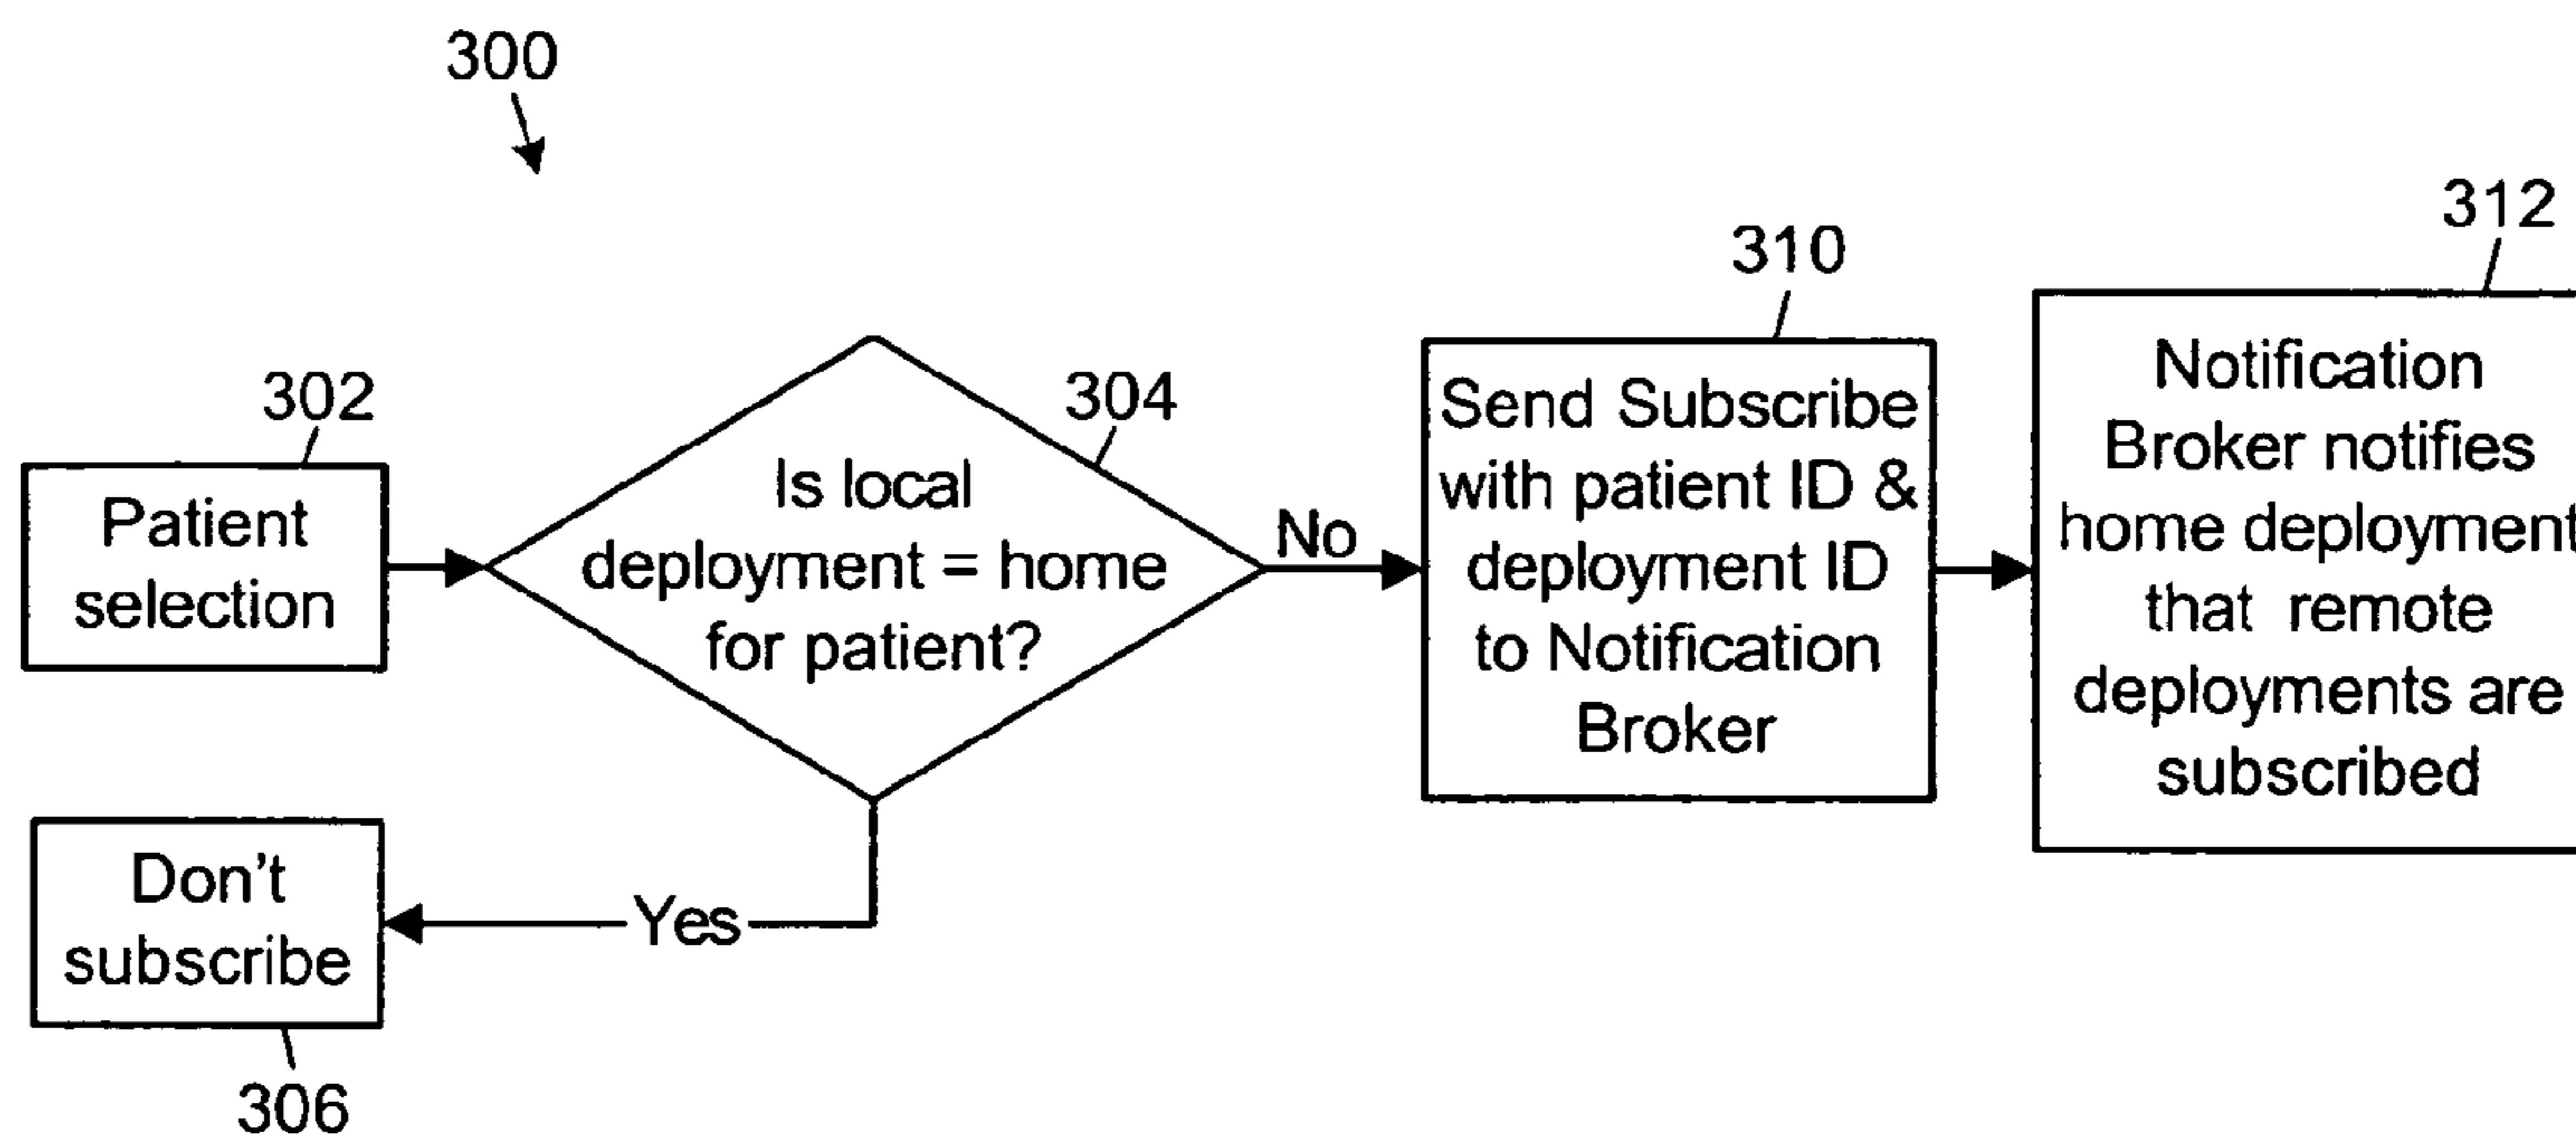 300
302
Patient
selection
304
Is local
deployment = home
for patient?
No
Yes
Don't
subscribe
306
310
Send Subscribe
with patient ID &
deployment ID
to Notification
Broker
312
Notification
Broker notifies
home deployment
that remote
deployments are
subscribed